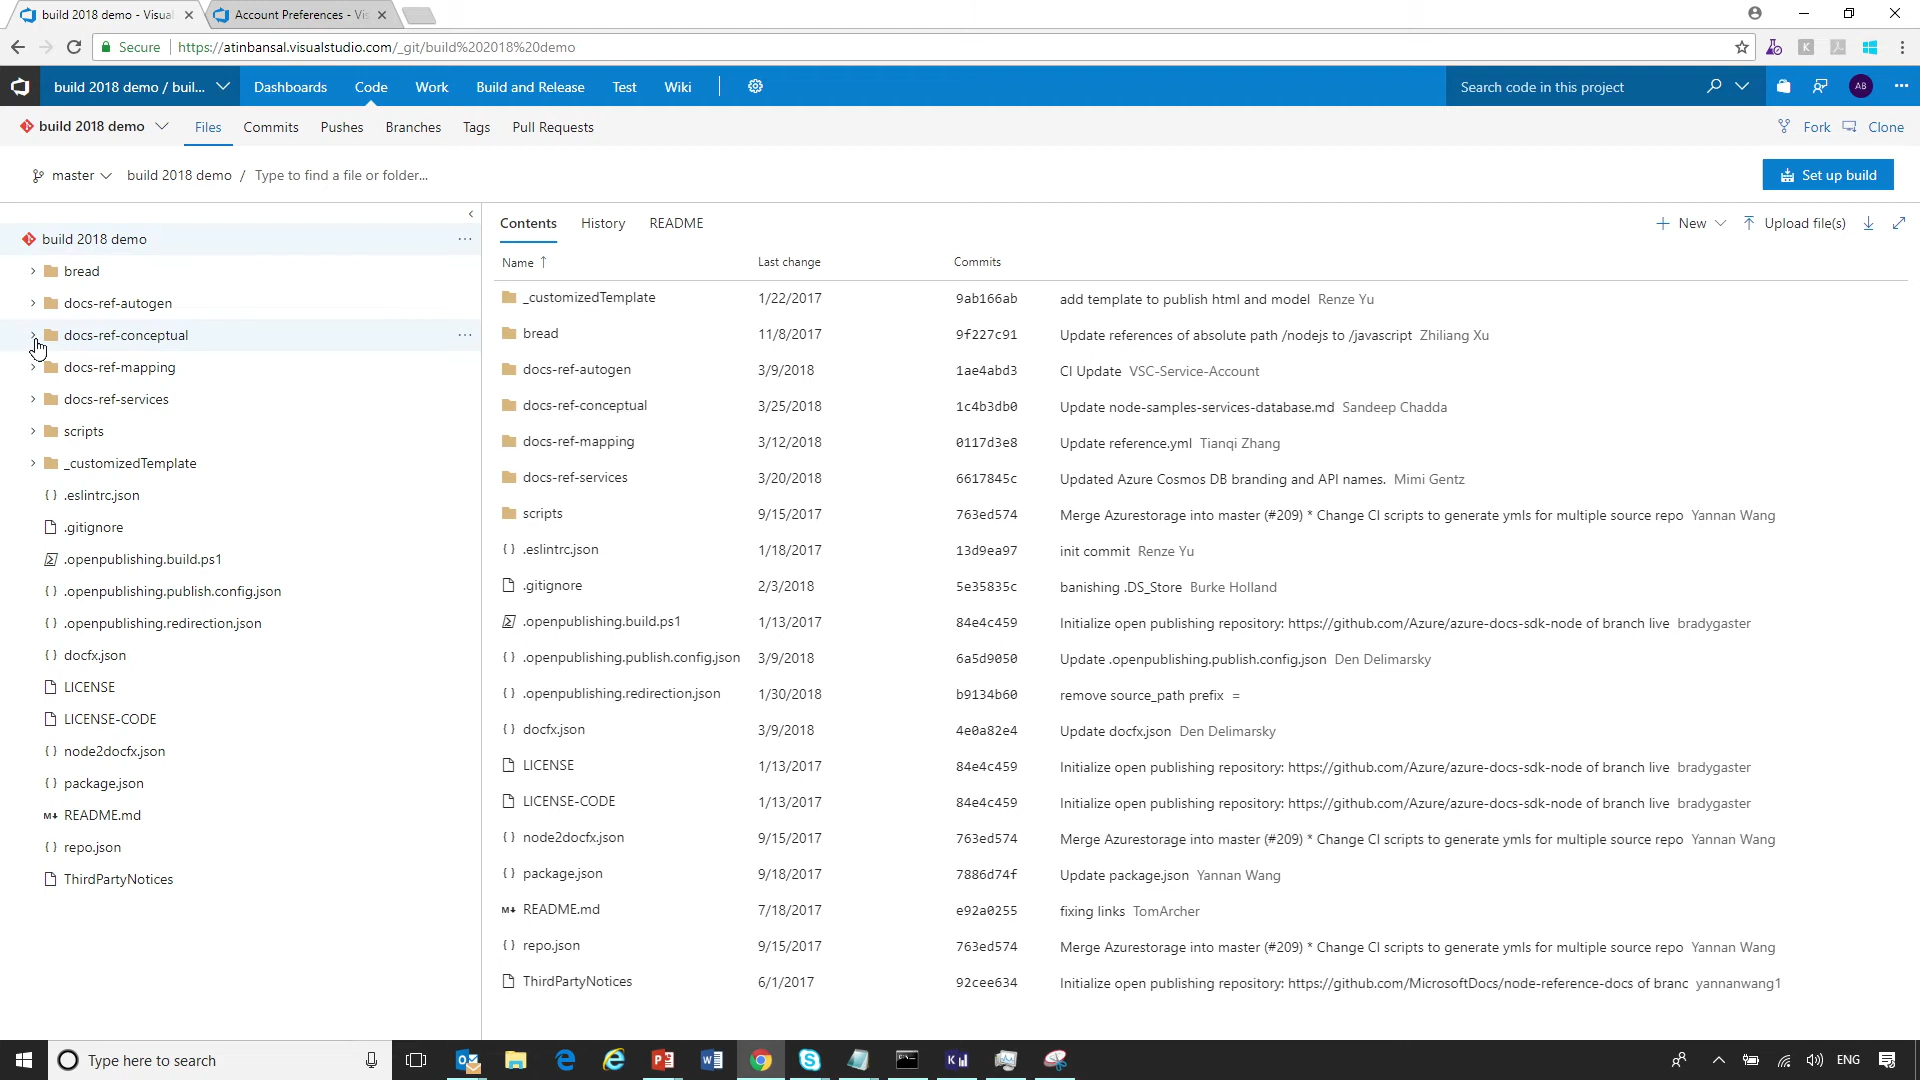 build 2018 demo - Visual
Account Preferences - Vis
Secure
https://atinbansal.visualstudio.com/_git/build%202018%20demo
build 2018 demo / buil...
Dashboards
Code
Work
Build and Release
Test
Wiki
Search code in this project
AB
build 2018 demo
Files
Commits
Pushes
Branches
Tags
Pull Requests
Fork
Clone
master
build 2018 demo / Type to find a file or folder...
Set up build
build 2018 demo
bread
docs-ref-autogen
docs-ref-conceptual
docs-ref-mapping
docs-ref-services
scripts
_customizedTemplate
.eslintrc.json
.gitignore
.openpublishing.build.ps1
.openpublishing.publish.config.json
.openpublishing.redirection.json
docfx.json
LICENSE
LICENSE-CODE
node2docfx.json
package.json
README.md
repo.json
ThirdPartyNotices
Contents
History
README
New
Upload file(s)
Name Last change Commits
_customizedTemplate 1/22/2017 9ab166ab add template to publish html and model Renze Yu
bread 11/8/2017 9f227c91 Update references of absolute path /nodejs to /javascript Zhiliang Xu
docs-ref-autogen 3/9/2018 1ae4abd3 CI Update VSC-Service-Account
docs-ref-conceptual 3/25/2018 1c4b3db0 Update node-samples-services-database.md Sandeep Chadda
docs-ref-mapping 3/12/2018 0117d3e8 Update reference.yml Tianqi Zhang
docs-ref-services 3/20/2018 6617845c Updated Azure Cosmos DB branding and API names. Mimi Gentz
scripts 9/15/2017 763ed574 Merge Azurestorage into master (#209) * Change CI scripts to generate ymls for multiple source repo Yannan Wang
.eslintrc.json 1/18/2017 13d9ea97 init commit Renze Yu
.gitignore 2/3/2018 5e35835c banishing .DS_Store Burke Holland
.openpublishing.build.ps1 1/13/2017 84e4c459 Initialize open publishing repository: https://github.com/Azure/azure-docs-sdk-node of branch live bradygaster
.openpublishing.publish.config.json 3/9/2018 6a5d9050 Update .openpublishing.publish.config.json Den Delimarsky
.openpublishing.redirection.json 1/30/2018 b9134b60 remove source_path prefix =
docfx.json 3/9/2018 4e0a82e4 Update docfx.json Den Delimarsky
LICENSE 1/13/2017 84e4c459 Initialize open publishing repository: https://github.com/Azure/azure-docs-sdk-node of branch live bradygaster
LICENSE-CODE 1/13/2017 84e4c459 Initialize open publishing repository: https://github.com/Azure/azure-docs-sdk-node of branch live bradygaster
node2docfx.json 9/15/2017 763ed574 Merge Azurestorage into master (#209) * Change CI scripts to generate ymls for multiple source repo Yannan Wang
package.json 9/18/2017 7886d74f Update package.json Yannan Wang
README.md 7/18/2017 e92a0255 fixing links TomArcher
repo.json 9/15/2017 763ed574 Merge Azurestorage into master (#209) * Change CI scripts to generate ymls for multiple source repo Yannan Wang
ThirdPartyNotices 6/1/2017 92cee634 Initialize open publishing repository: https://github.com/MicrosoftDocs/node-reference-docs of branc yannanwang1
Type here to search
ENG